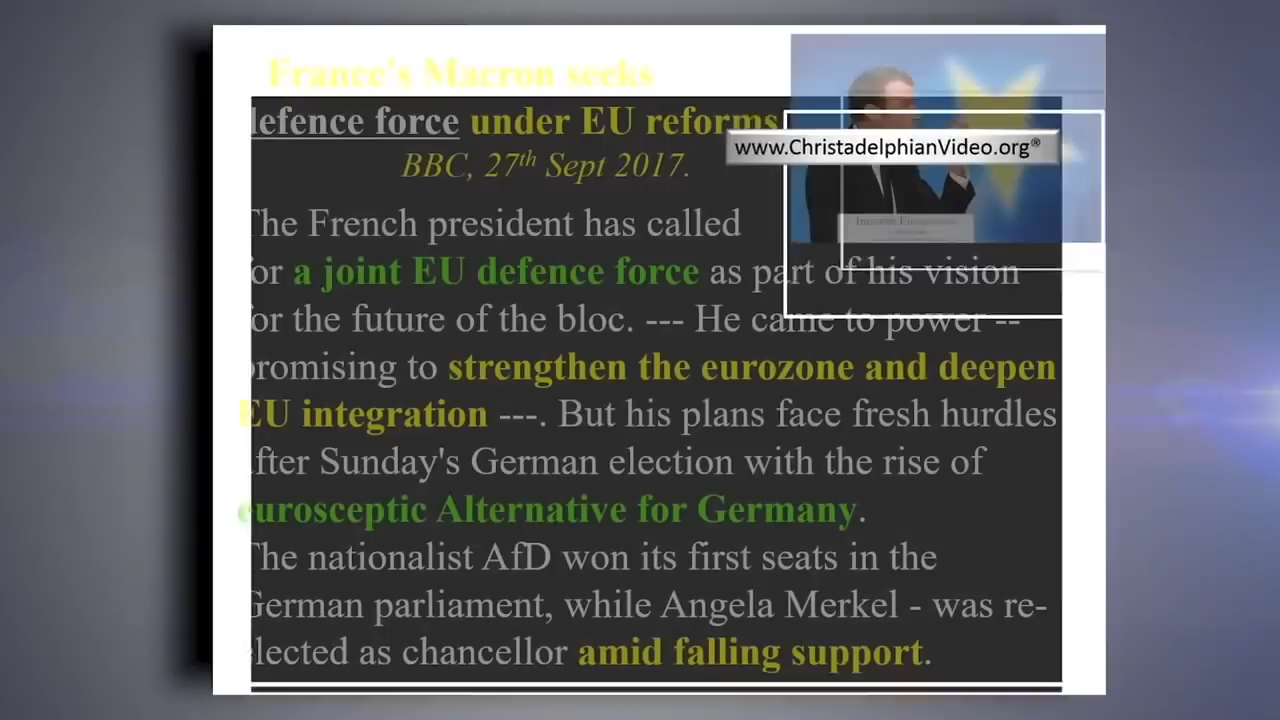 France's Macron seeks
defence force under EU reforms
BBC, 27th Sept 2017.
www.ChristadelphianVideo.org®
The French president has called
for a joint EU defence force as part of his vision
for the future of the bloc. --- He came to power --
promising to strengthen the eurozone and deepen
EU integration ---. But his plans face fresh hurdles
after Sunday's German election with the rise of
eurosceptic Alternative for Germany.
The nationalist AfD won its first seats in the
German parliament, while Angela Merkel - was re-
elected as chancellor amid falling support.